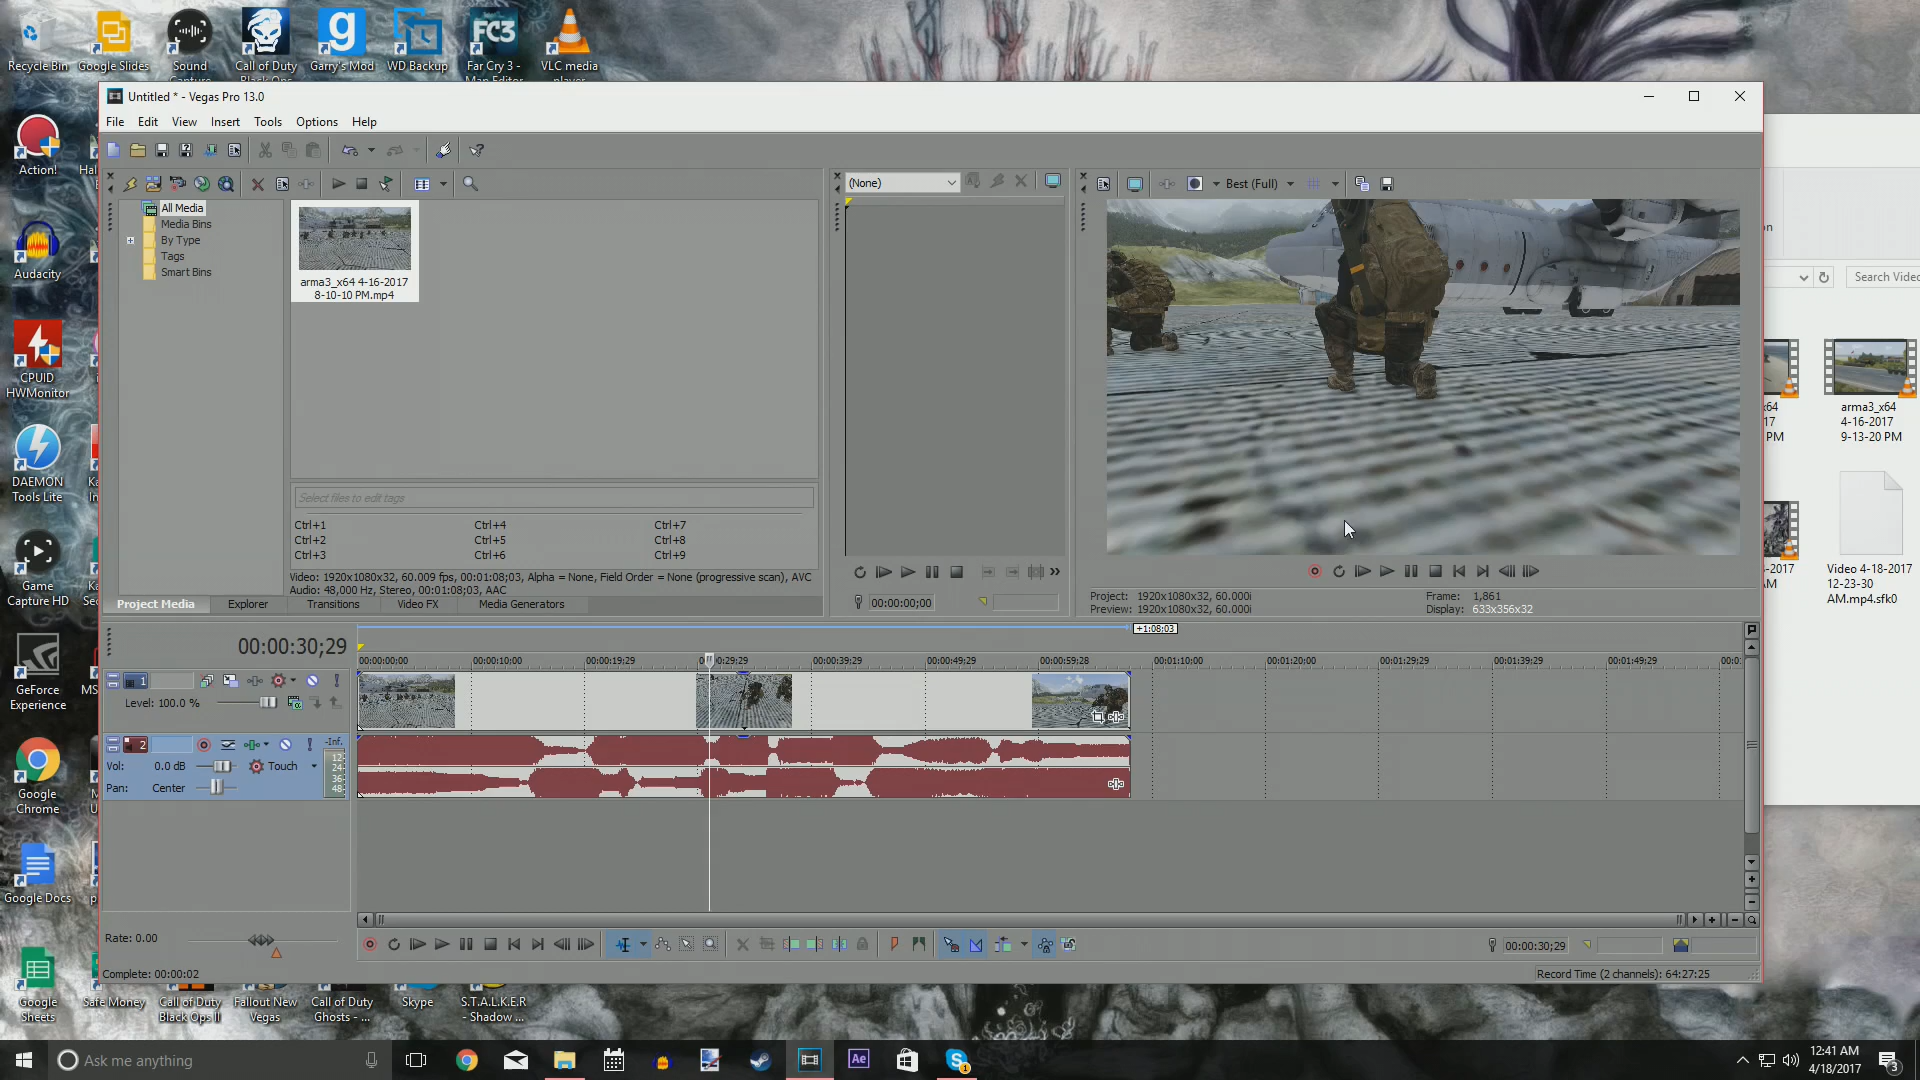 Recycle Bin
Google Slides
Sound
Capture
Call of Duty
Black Ops
Garry's Mod
WD Backup
Far Cry 3 -
Map Editor
VLC media
player
Untitled * - Vegas Pro 13.0
File
Edit
View
Insert
Tools
Options
Help
Action!
Audacity
CPUID
HWMonitor
DAEMON
Tools Lite
Game
Capture HD
GeForce
Experience
Google
Chrome
Google Docs
Google
Sheets
All Media
Media Bins
By Type
Tags
Smart Bins
arma3_x64 4-16-2017
8-10-10 PM.mp4
Select files to edit tags
Ctrl+1
Ctrl+4
Ctrl+7
Ctrl+2
Ctrl+5
Ctrl+8
Ctrl+3
Ctrl+6
Ctrl+9
Video: 1920x1080x32, 60.009 fps, 00:01:08;03, Alpha = None, Field Order = None (progressive scan), AVC
Audio: 48,000 Hz, Stereo, 00:01:08;03, AAC
Project Media
Explorer
Transitions
Video FX
Media Generators
(None)
00:00:00;00
Best (Full)
Project: 1920x1080x32, 60.000i
Preview: 1920x1080x32, 60.000i
Frame: 1,861
Display: 633x356x32
Search Video
arma3_x64
4-16-2017
9-13-20 PM
Video 4-18-2017
12-23-30
AM.mp4.sfk0
00:00:30;29
+1:08;03
00:00:00;00
00:00:10;00
00:00:19;29
0:29;29
00:00:39;29
00:00:49;29
00:00:59;28
00:01:10;00
00:01:20;00
00:01:29;29
00:01:39;29
00:01:49;29
1
Level: 100.0 %
2
-Inf.
12
24
36
48
Vol:
0.0 dB
Touch
Pan:
Center
Rate: 0.00
Complete: 00:00:02
00:00:30;29
Record Time (2 channels): 64:27:25
Safe Money
Call of Duty
Black Ops II
Fallout New
Vegas
Call of Duty
Ghosts - ...
Skype
S.T.A.L.K.E.R
- Shadow ...
Ask me anything
Ae
12:41 AM
4/18/2017
3